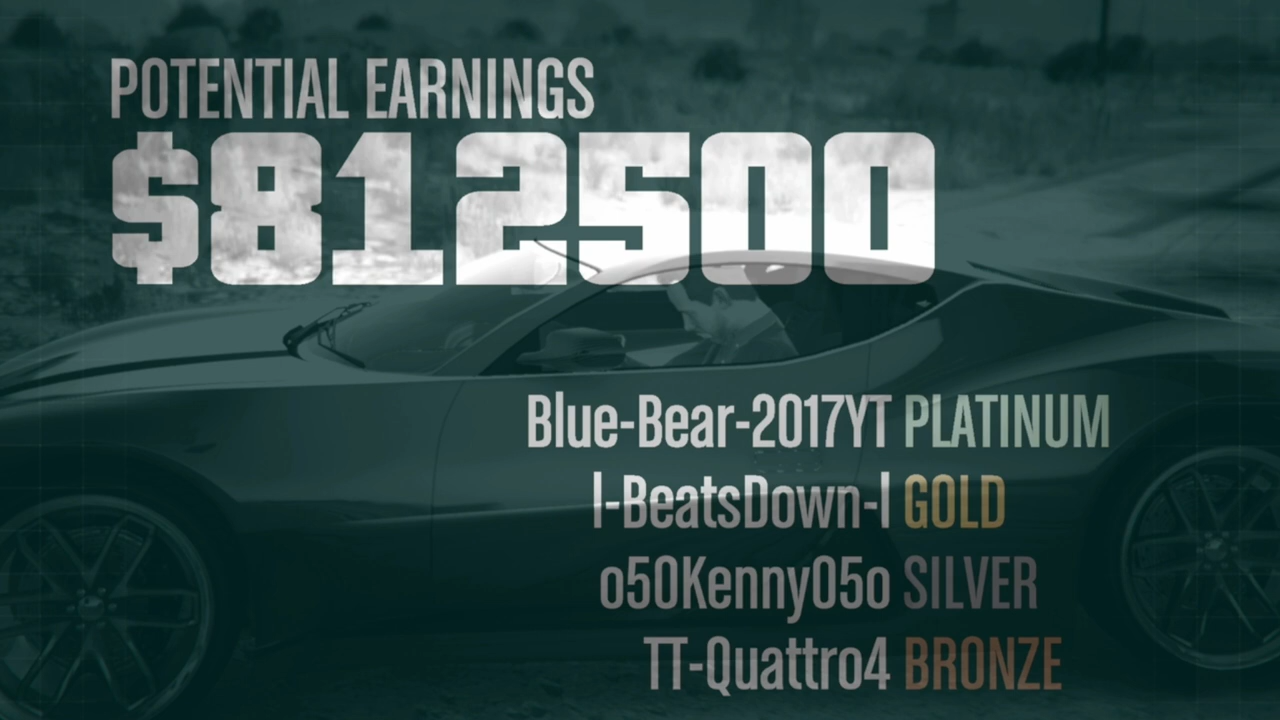 POTENTIAL EARNINGS
$812500
Blue-Bear-2017YT PLATINUM
l-BeatsDown-l GOLD
o50Kenny05o SILVER
TT-Quattro4 BRONZE